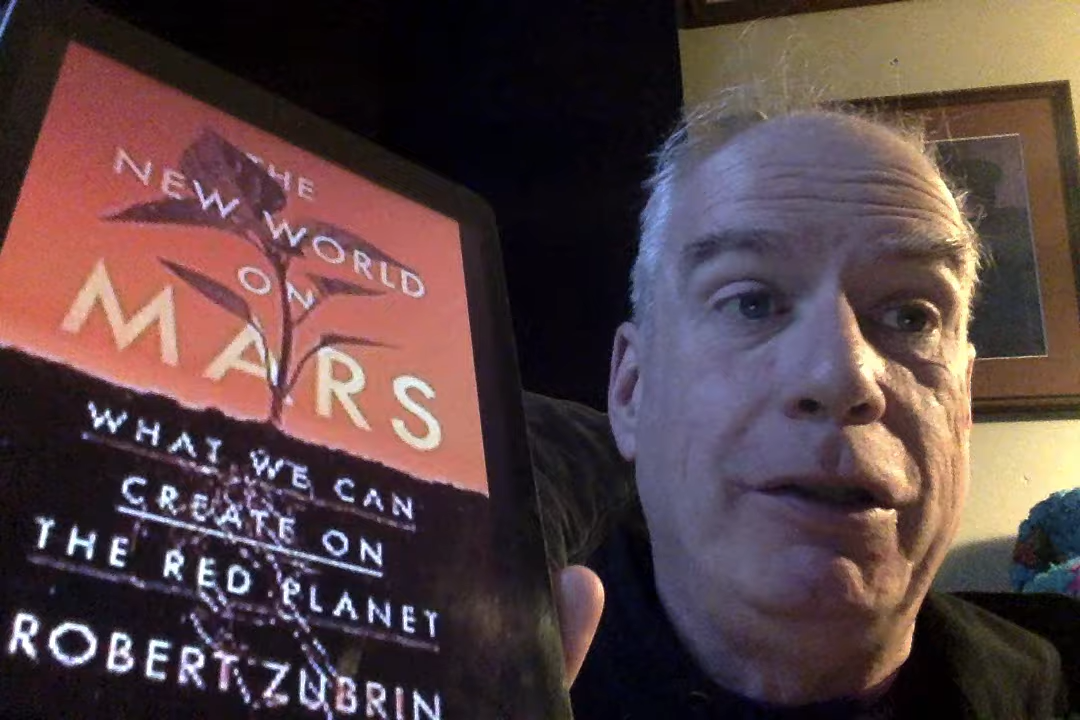 THE
NEW WORLD
ON
MARS
WHAT WE CAN
CREATE ON
THE RED PLANET
ROBERT ZUBRIN